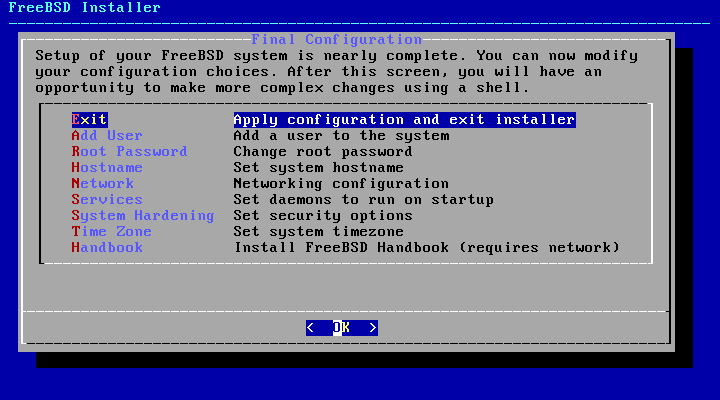 FreeBSD Installer
Final Configuration
Setup of your FreeBSD system is nearly complete. You can now modify
your configuration choices. After this screen, you will have an
opportunity to make more complex changes using a shell.
Exit Apply configuration and exit installer
Add User Add a user to the system
Root Password Change root password
Hostname Set system hostname
Network Networking configuration
Services Set daemons to run on startup
System Hardening Set security options
Time Zone Set system timezone
Handbook Install FreeBSD Handbook (requires network)
< OK >